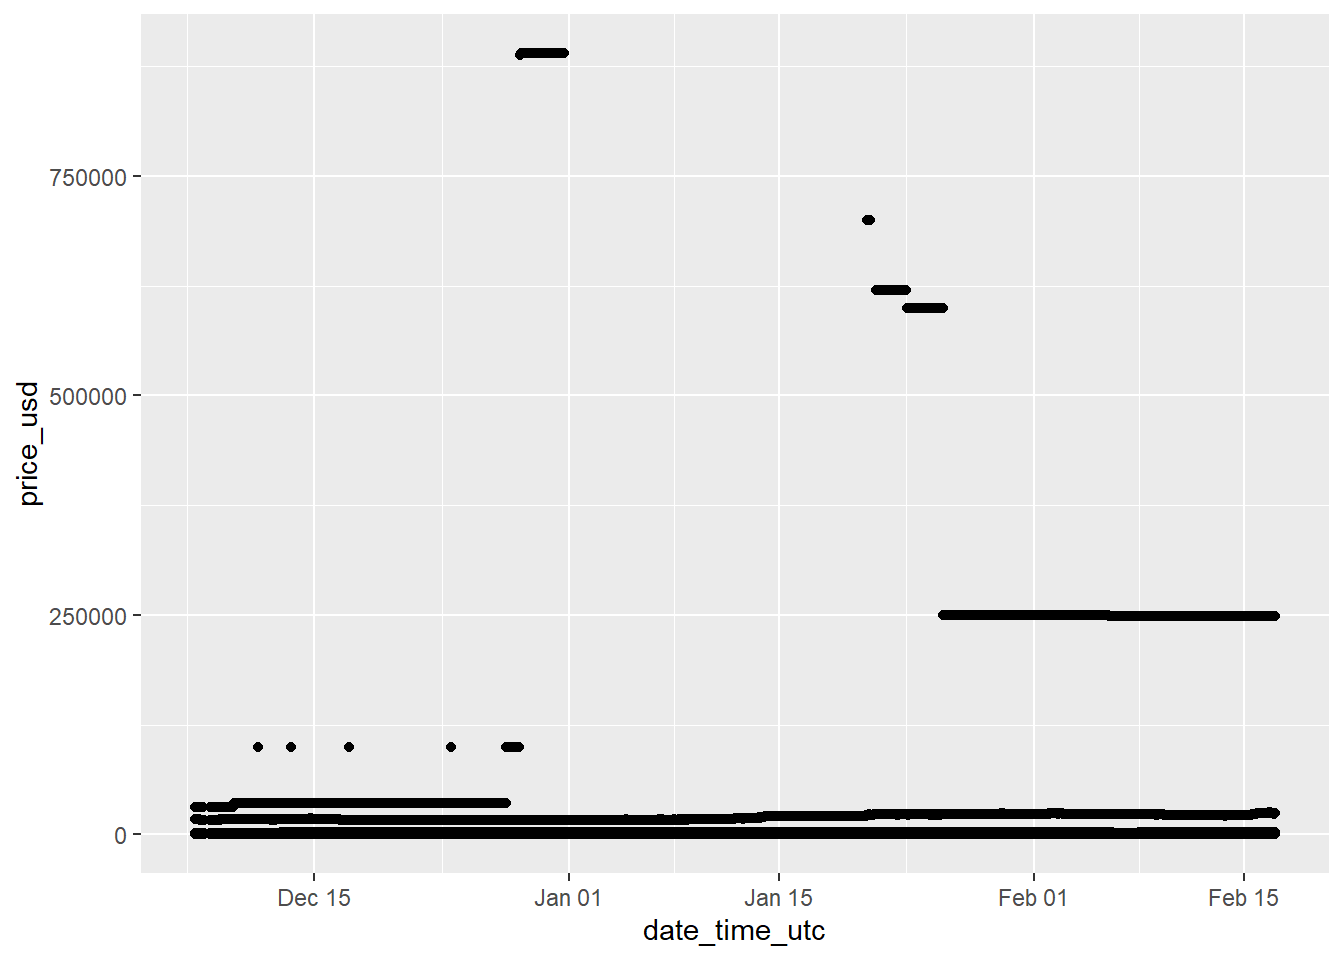 750000
500000
250000
0
price_usd
Dec 15
Jan 01
Jan 15
Feb 01
Feb 15
date_time_utc